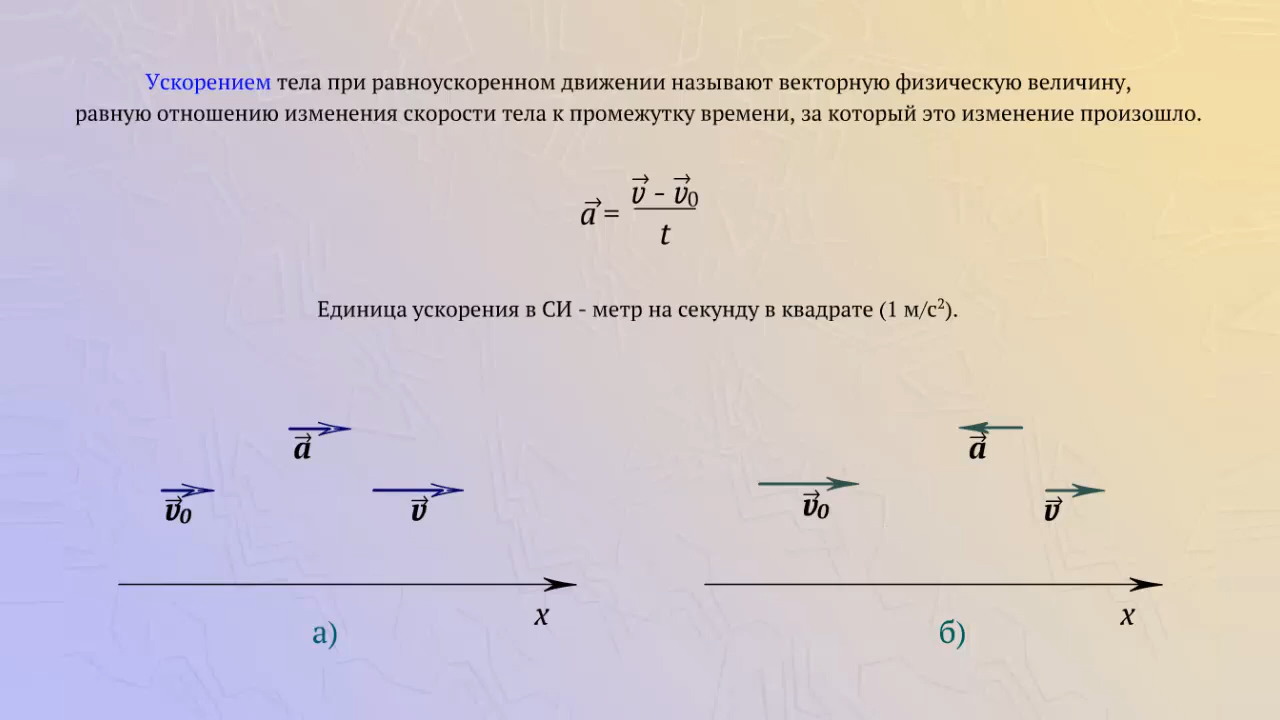 Ускорением тела при равноускоренном движении называют векторную физическую величину,
равную отношению изменения скорости тела к промежутку времени, за который это изменение произошло.
a⃗ = (v⃗ - v⃗₀) / t
Единица ускорения в СИ - метр на секунду в квадрате (1 м/с²).
a⃗
v⃗₀
v⃗
x
а)
a⃗
v⃗₀
v⃗
x
б)